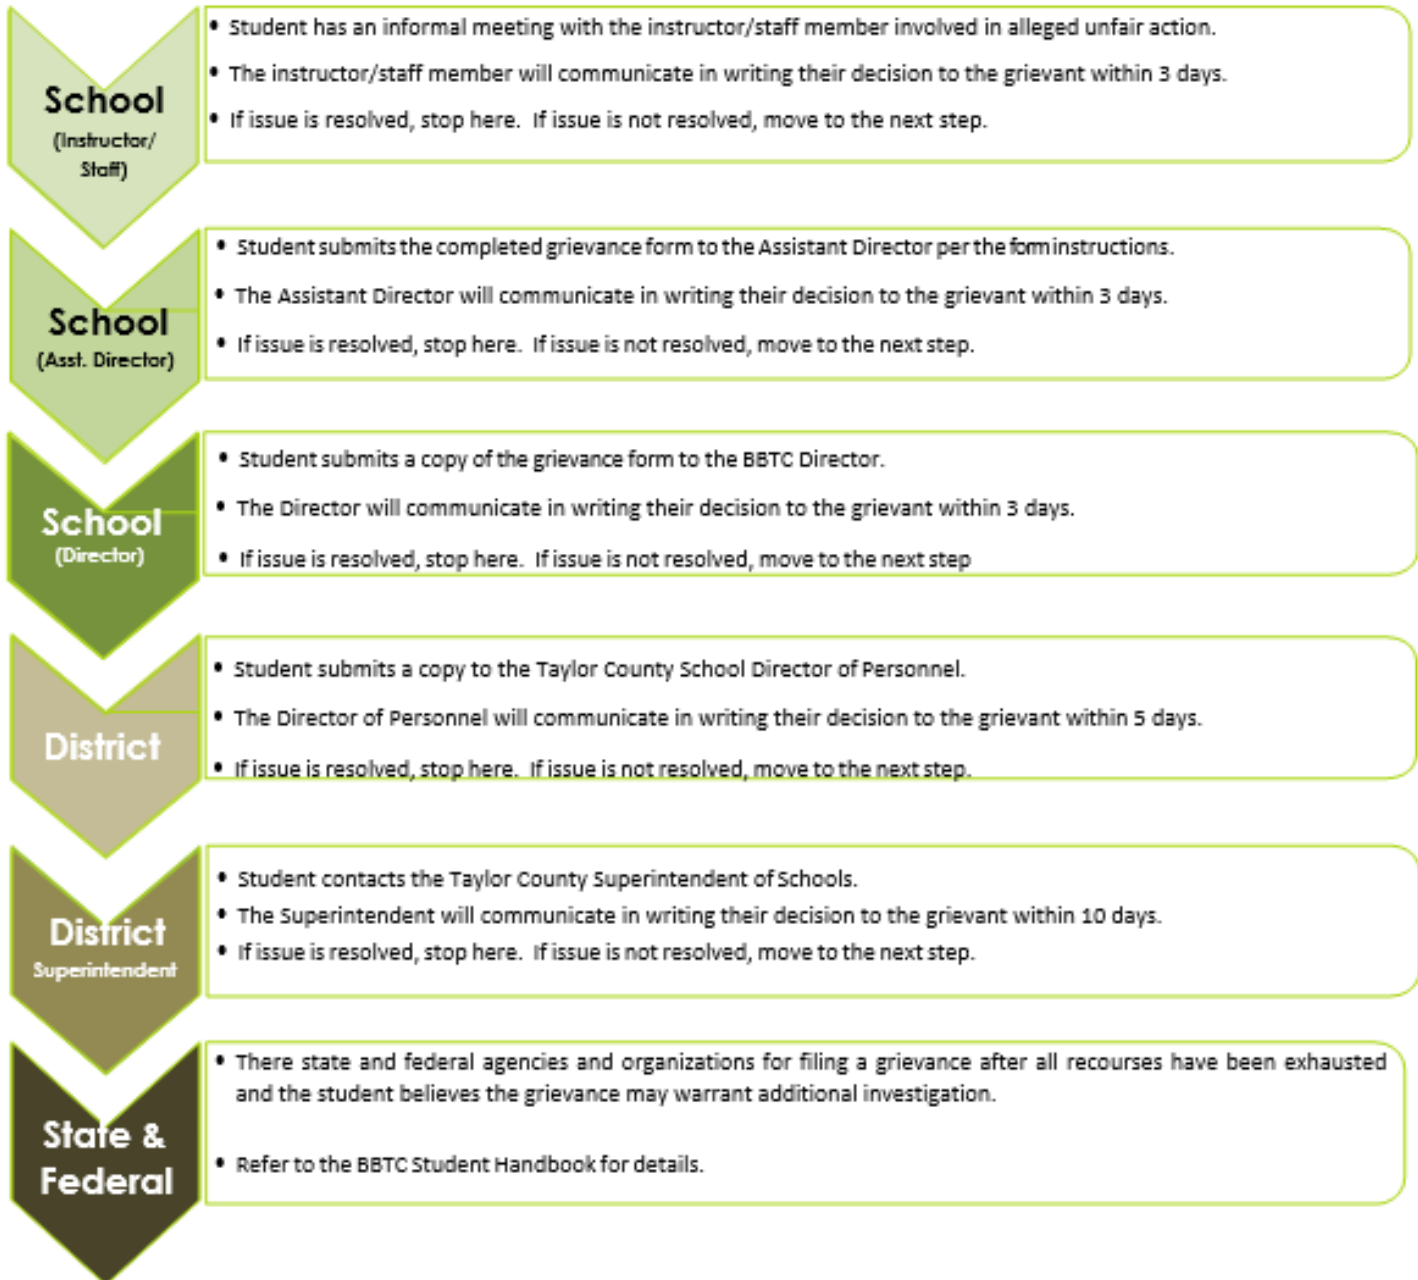 School
(Instructor/
Staff)
• Student has an informal meeting with the instructor/staff member involved in alleged unfair action.
• The instructor/staff member will communicate in writing their decision to the grievant within 3 days.
• If issue is resolved, stop here. If issue is not resolved, move to the next step.
School
(Asst. Director)
• Student submits the completed grievance form to the Assistant Director per the form instructions.
• The Assistant Director will communicate in writing their decision to the grievant within 3 days.
• If issue is resolved, stop here. If issue is not resolved, move to the next step.
School
(Director)
• Student submits a copy of the grievance form to the BBTC Director.
• The Director will communicate in writing their decision to the grievant within 3 days.
• If issue is resolved, stop here. If issue is not resolved, move to the next step
District
• Student submits a copy to the Taylor County School Director of Personnel.
• The Director of Personnel will communicate in writing their decision to the grievant within 5 days.
• If issue is resolved, stop here. If issue is not resolved, move to the next step.
District
Superintendent
• Student contacts the Taylor County Superintendent of Schools.
• The Superintendent will communicate in writing their decision to the grievant within 10 days.
• If issue is resolved, stop here. If issue is not resolved, move to the next step.
State &
Federal
• There state and federal agencies and organizations for filing a grievance after all recourses have been exhausted
and the student believes the grievance may warrant additional investigation.
• Refer to the BBTC Student Handbook for details.